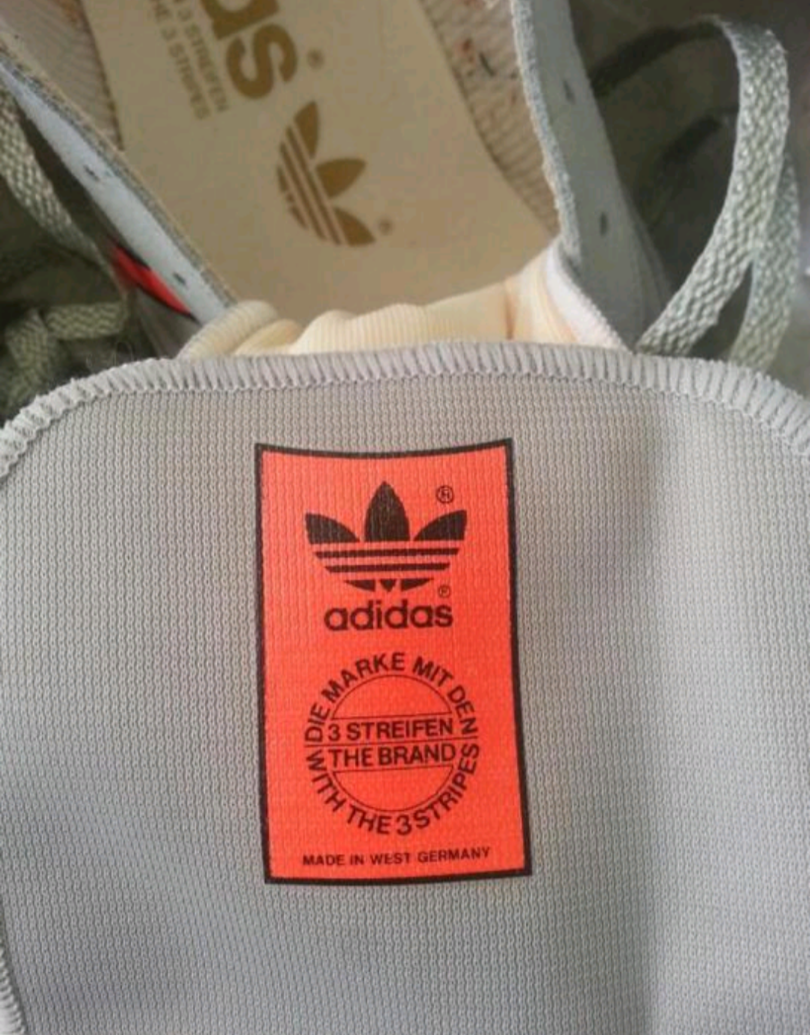 as®
3 STREIFEN
THE 3 STRIPES
®
®
®
adidas
DIE MARKE MIT DEN
3 STREIFEN
THE BRAND
WITH THE 3 STRIPES
MADE IN WEST GERMANY